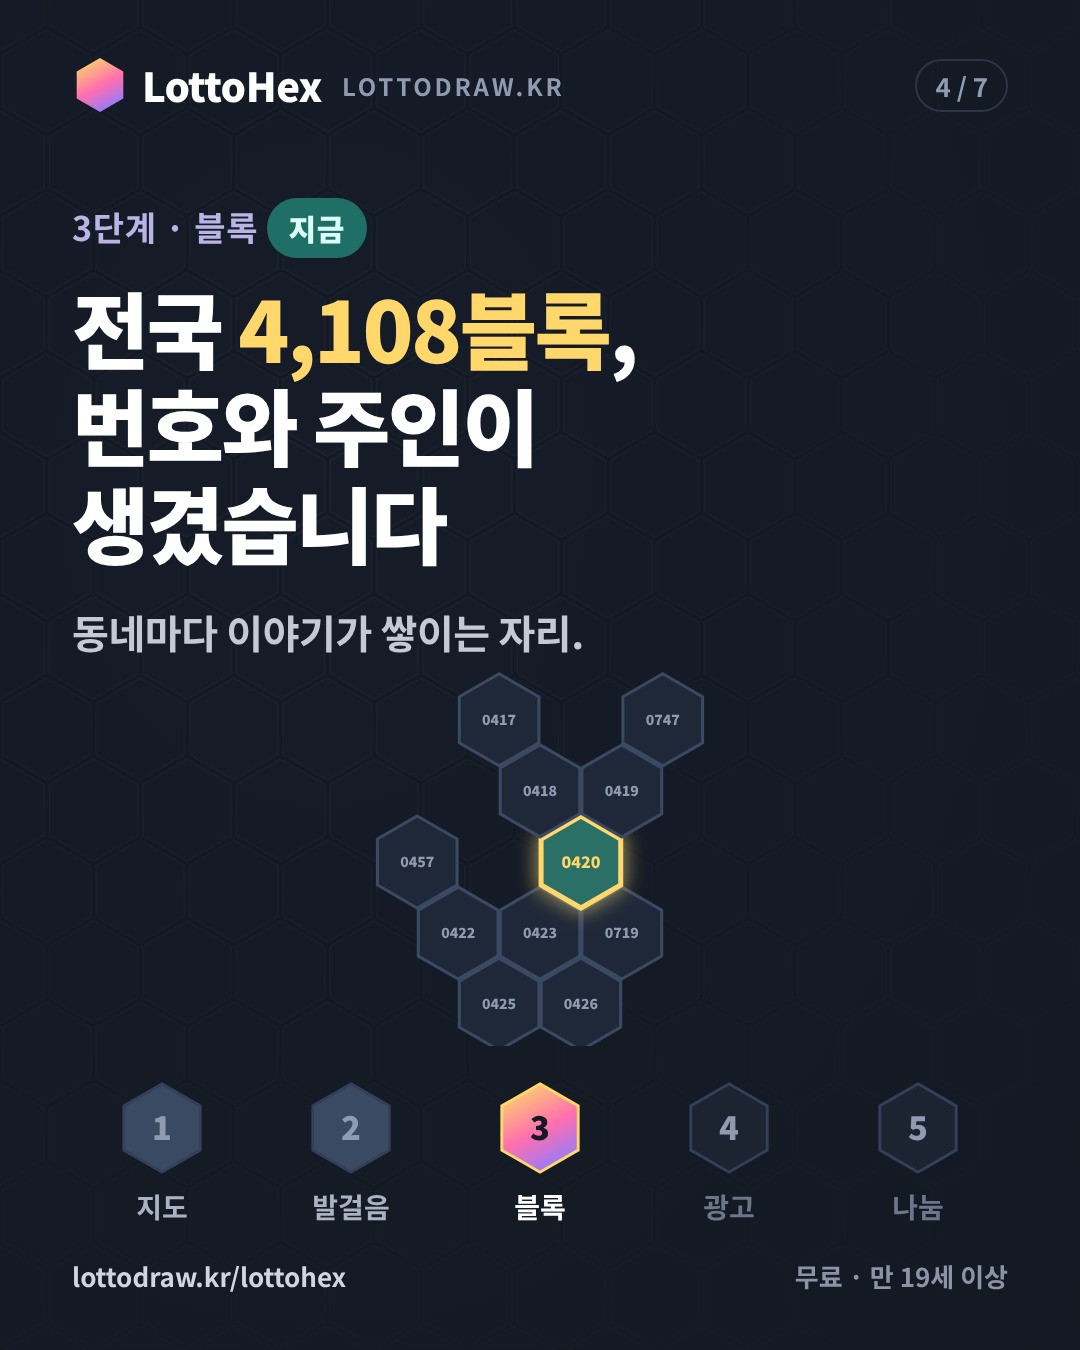 LottoHex LOTTODRAW.KR
4 / 7
3단계 · 블록 지금
전국 4,108블록,
번호와 주인이
생겼습니다
동네마다 이야기가 쌓이는 자리.
0417 0747
0418 0419
0457 0420
0422 0423 0719
0425 0426
1 2 3 4 5
지도 발걸음 블록 광고 나눔
lottodraw.kr/lottohex 무료 · 만 19세 이상